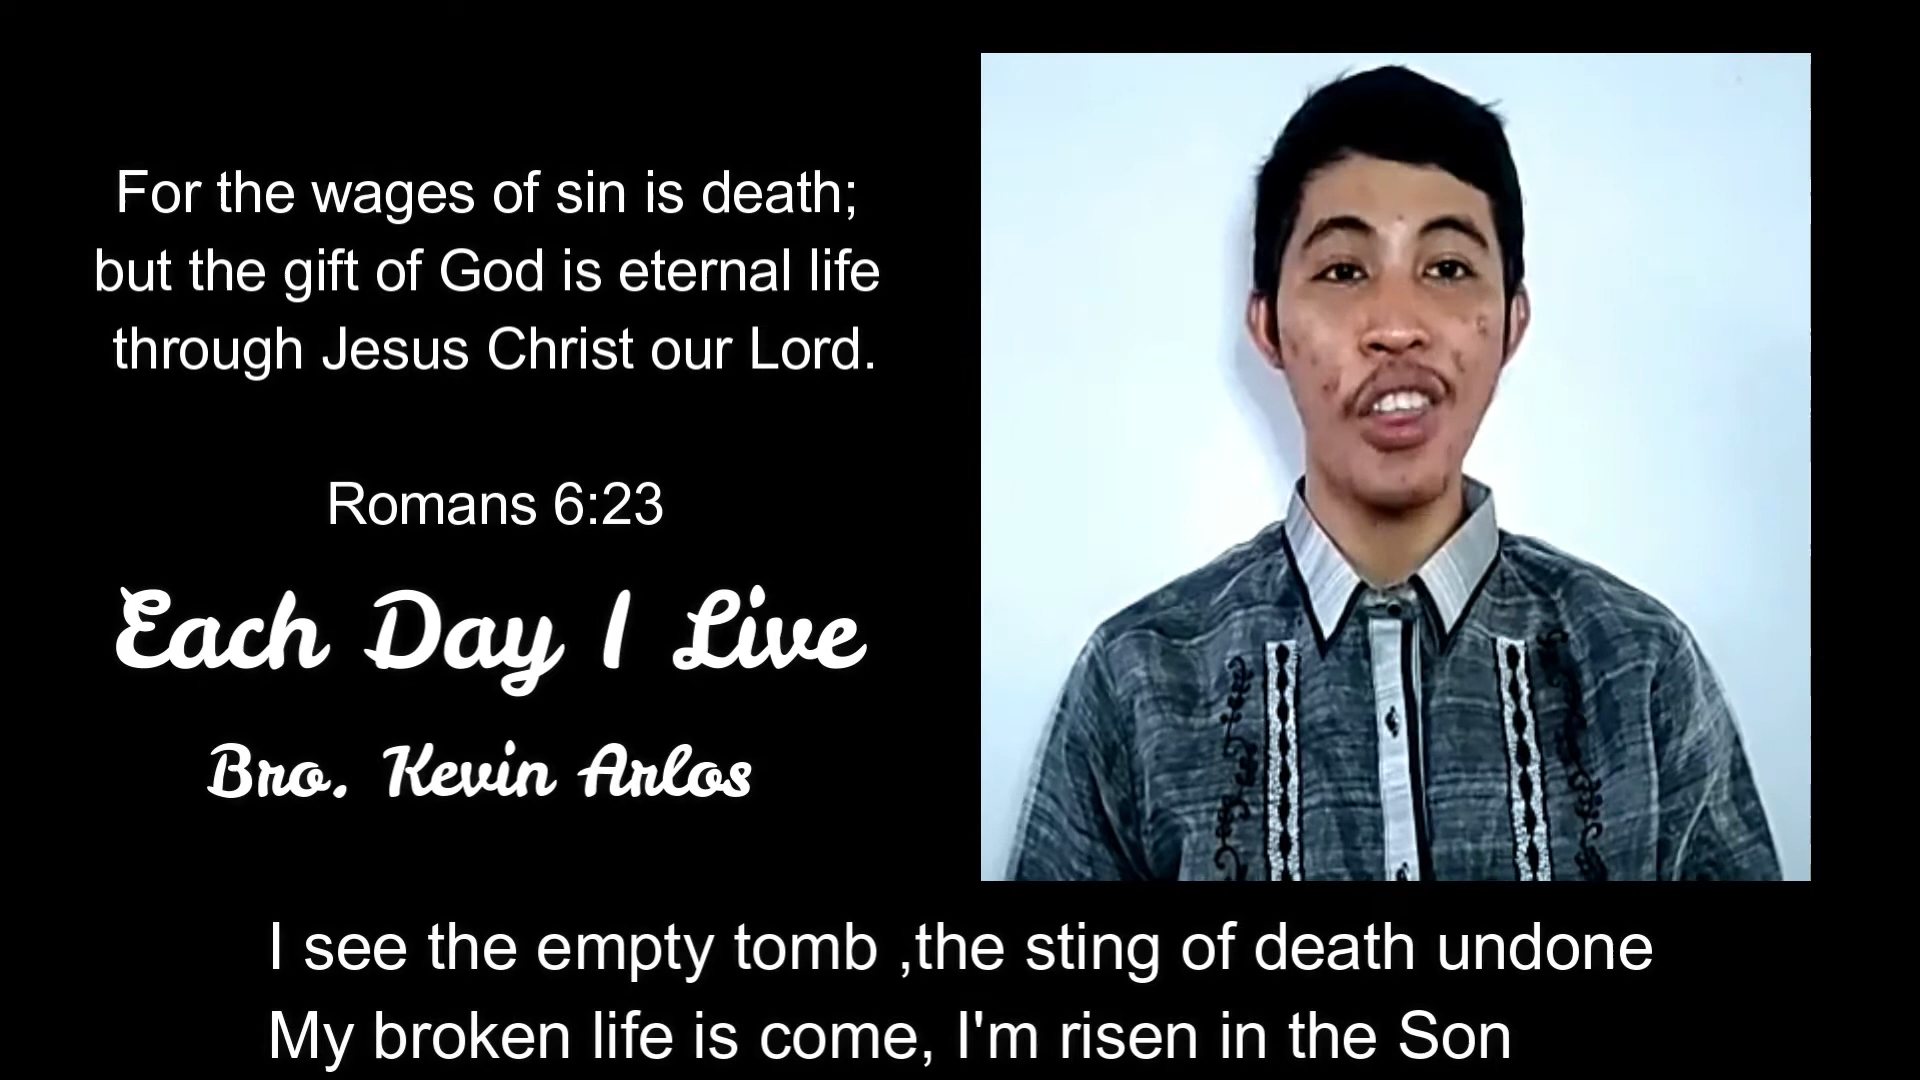 For the wages of sin is death;
but the gift of God is eternal life
through Jesus Christ our Lord.
Romans 6:23
Each Day I Live
Bro. Kevin Arlos
I see the empty tomb ,the sting of death undone
My broken life is come, I'm risen in the Son